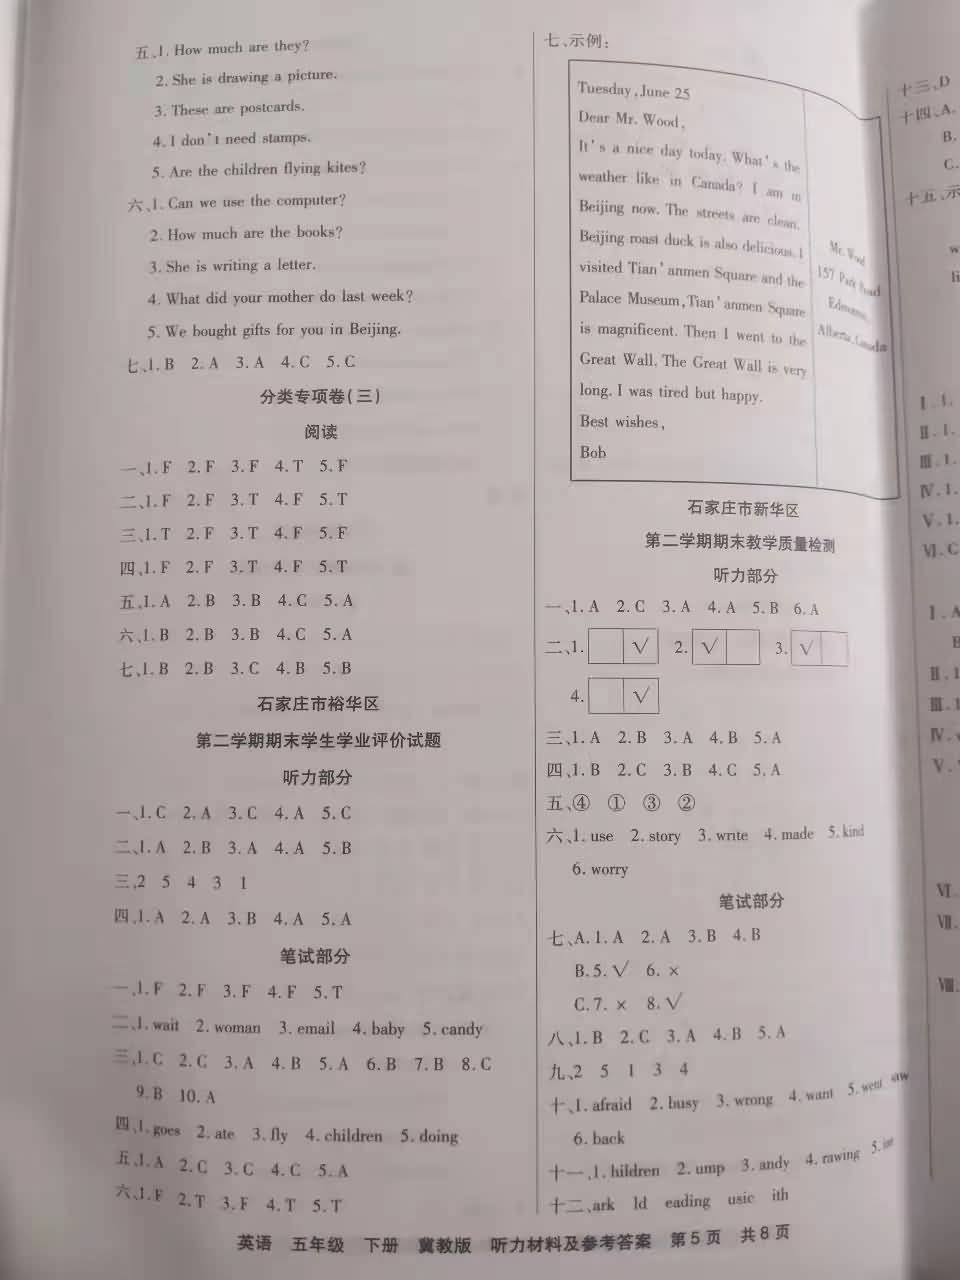 五、1. How much are they?
2. She is drawing a picture.
3. These are postcards.
4. I don't need stamps.
5. Are the children flying kites?
六、1. Can we use the computer?
2. How much are the books?
3. She is writing a letter.
4. What did your mother do last week?
5. We bought gifts for you in Beijing.
七、1. B 2. A 3. A 4. C 5. C
分类专项卷(三)
阅读
一、1. F 2. F 3. F 4. T 5. F
二、1. F 2. F 3. T 4. F 5. T
三、1. T 2. F 3. T 4. F 5. F
四、1. F 2. F 3. T 4. F 5. T
五、1. A 2. B 3. B 4. C 5. A
六、1. B 2. B 3. B 4. C 5. A
七、1. B 2. B 3. C 4. B 5. B
石家庄市裕华区
第二学期期末学生学业评价试题
听力部分
一、1. C 2. A 3. C 4. A 5. C
二、1. A 2. B 3. A 4. A 5. B
三、2 5 4 3 1
四、1. A 2. A 3. B 4. A 5. A
笔试部分
一、1. F 2. F 3. F 4. F 5. T
二、1. wait 2. woman 3. email 4. baby 5. candy
三、1. C 2. C 3. A 4. B 5. A 6. B 7. B 8. C
9. B 10. A
四、1. goes 2. ate 3. fly 4. children 5. doing
五、1. A 2. C 3. C 4. C 5. A
六、1. F 2. T 3. F 4. T 5. T
七、示例:
Tuesday, June 25
Dear Mr. Wood,
It's a nice day today. What's the
weather like in Canada? I am in
Beijing now. The streets are clean.
Beijing roast duck is also delicious. I
visited Tian'anmen Square and the
Palace Museum, Tian'anmen Square
is magnificent. Then I went to the
Great Wall. The Great Wall is very
long. I was tired but happy.
Best wishes,
Bob
Mr. Wood
157 Park Road
Edmonton,
Alberta, Canada
石家庄市新华区
第二学期期末教学质量检测
听力部分
一、1. A 2. C 3. A 4. A 5. B 6. A
二、1. √ 2. √ 3. √
4. √
三、1. A 2. B 3. A 4. B 5. A
四、1. B 2. C 3. B 4. C 5. A
五、④ ① ③ ②
六、1. use 2. story 3. write 4. made 5. kind
6. worry
笔试部分
七、A. 1. A 2. A 3. B 4. B
B. 5. √ 6. ×
C. 7. × 8. √
八、1. B 2. C 3. A 4. B 5. A
九、2 5 1 3 4
十、1. afraid 2. busy 3. wrong 4. want 5. went
6. back
十一、1. hildren 2. ump 3. andy 4. rawing 5.
十二、ark ld eading usic ith
英语 五年级 下册 冀教版 听力材料及参考答案 第5页 共8页
十三、D
十四、A.
B.
C.
十五、示
Ⅰ. 1.
Ⅱ. 1.
Ⅲ. 1.
Ⅳ. 1.
Ⅴ. 1.
Ⅵ. C
Ⅰ. A
B
Ⅱ. 1
Ⅲ. 1
Ⅳ.
Ⅴ.
Ⅵ.
Ⅶ.
Ⅷ.